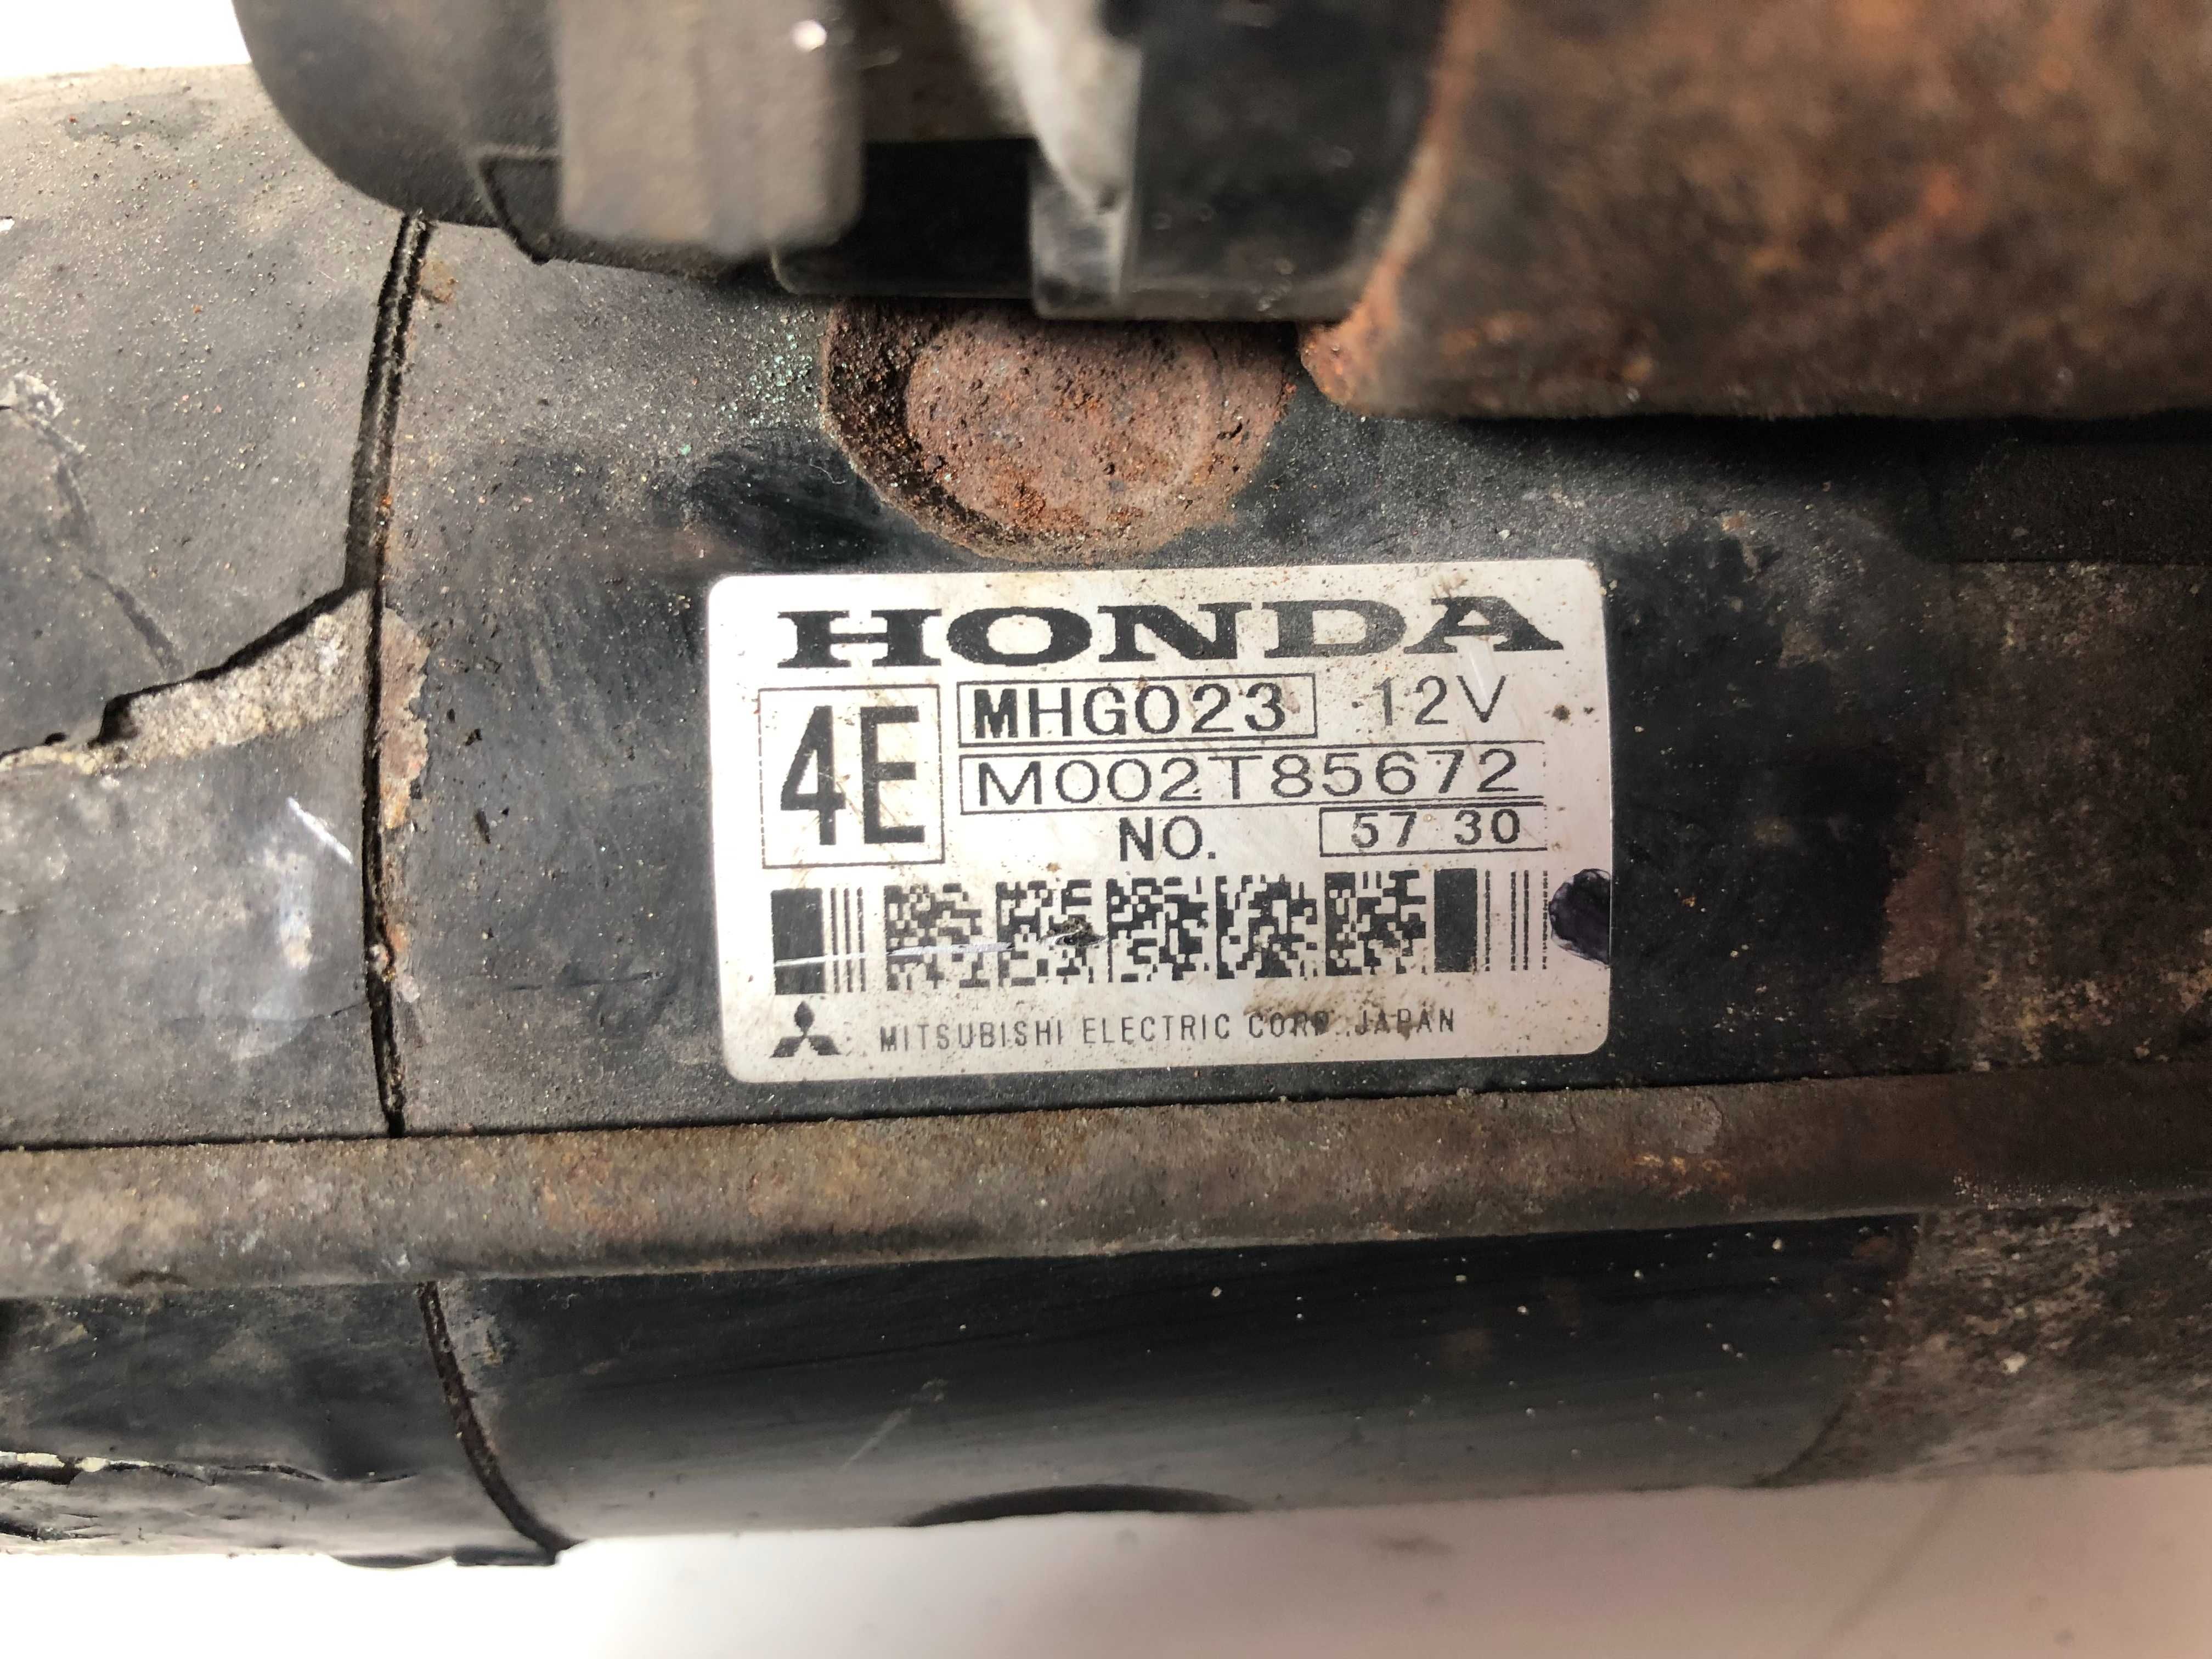 HONDA
4E
MHG023 12V
M002T85672
NO. 57 30
MITSUBISHI ELECTRIC CORP. JAPAN